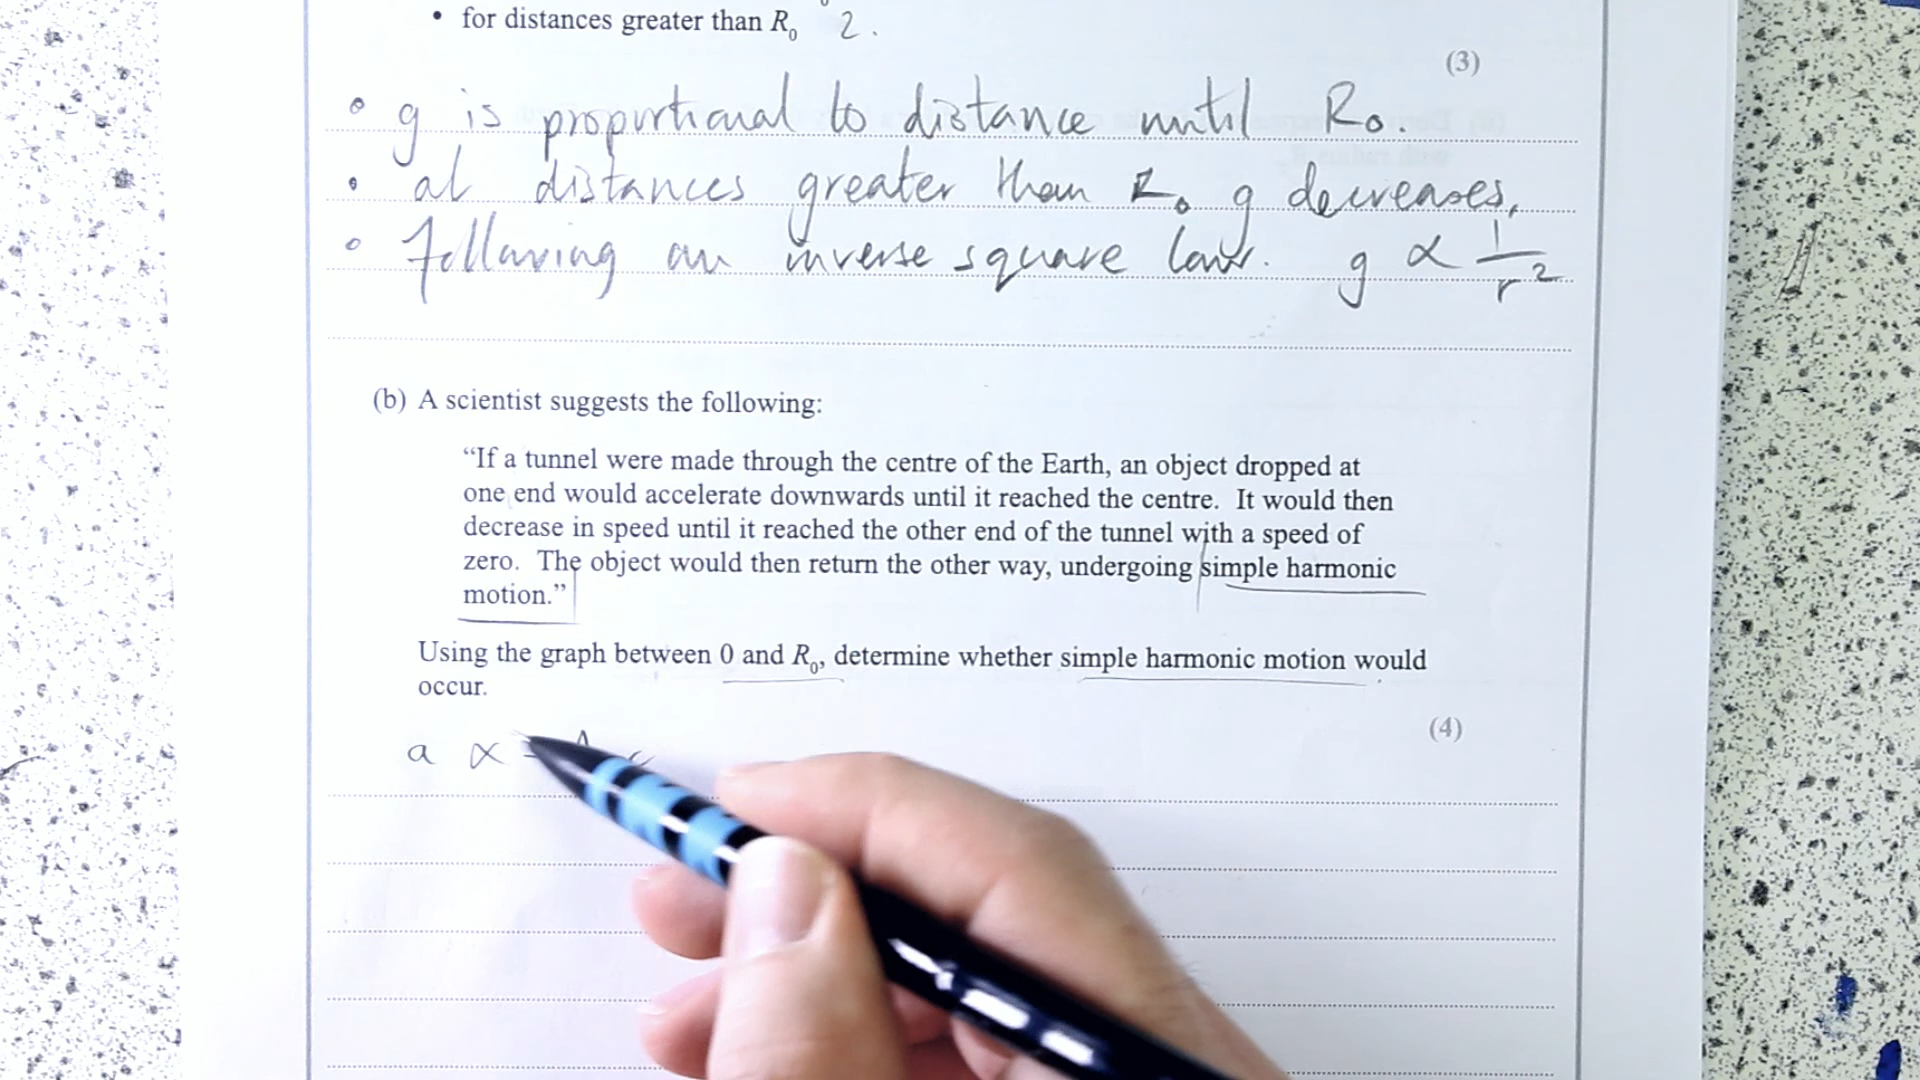 • for distances greater than R₀ 2.
(3)
• g is proportional to distance until R₀.
• at distances greater than R₀ g decreases,
• following an inverse square law. g ∝ 1/r²
(b) A scientist suggests the following:
“If a tunnel were made through the centre of the Earth, an object dropped at
one end would accelerate downwards until it reached the centre. It would then
decrease in speed until it reached the other end of the tunnel with a speed of
zero. The object would then return the other way, undergoing simple harmonic
motion.”
Using the graph between 0 and R₀, determine whether simple harmonic motion would
occur.
(4)
a ∝ -